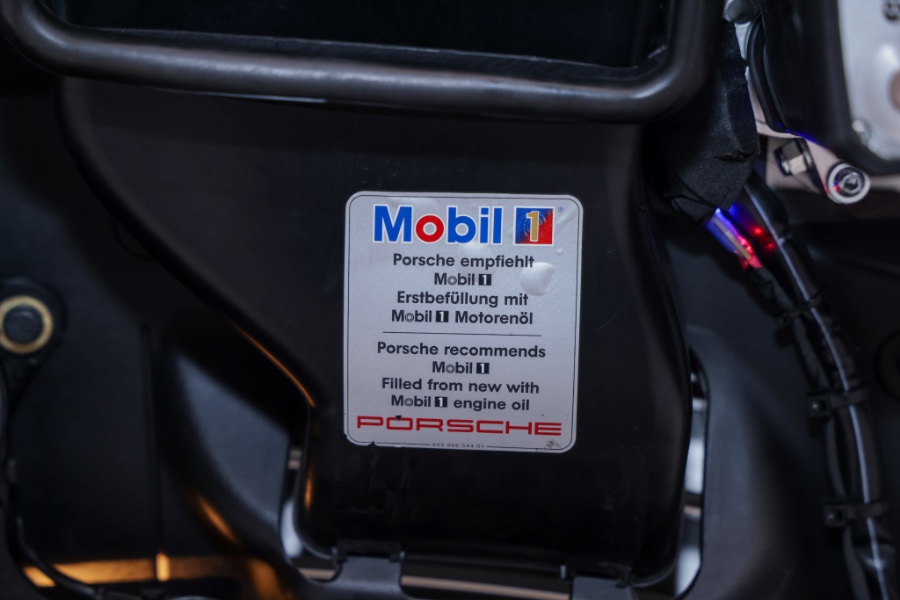 Mobil 1
Porsche empfiehlt
Mobil 1
Erstbefüllung mit
Mobil 1 Motorenöl
Porsche recommends
Mobil 1
Filled from new with
Mobil 1 engine oil
PORSCHE